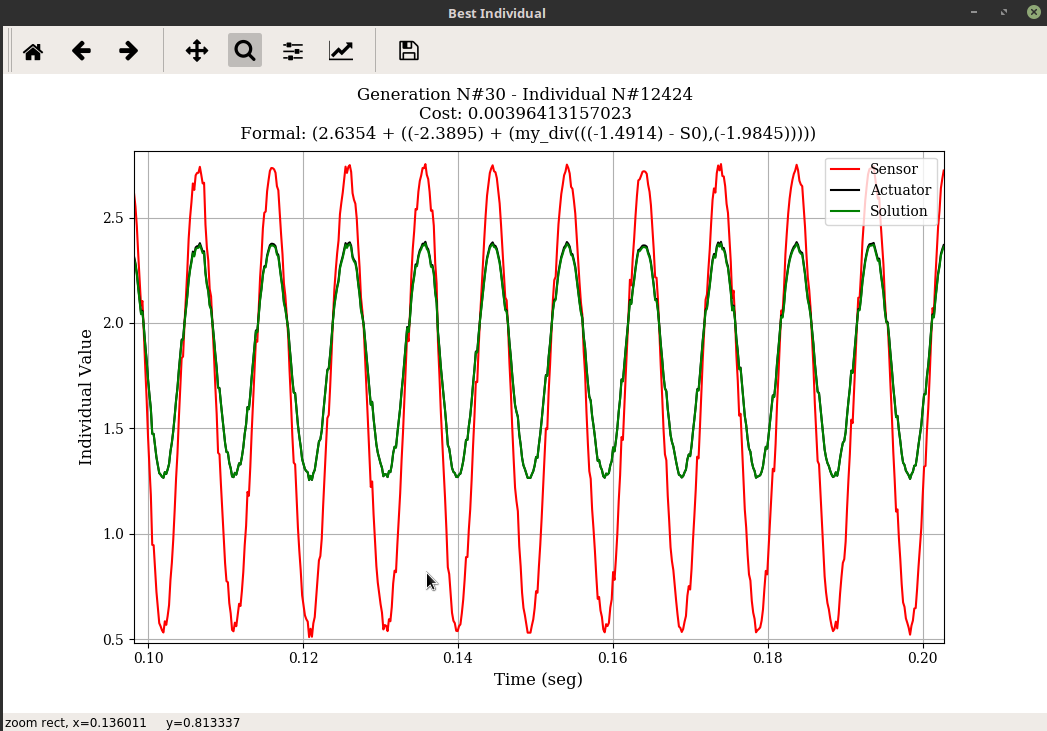 Best Individual
Generation N#30 - Individual N#12424
Cost: 0.00396413157023
Formal: (2.6354 + ((-2.3895) + (my_div(((-1.4914) - S0),(-1.9845)))))
Sensor
Actuator
Solution
2.5
2.0
1.5
1.0
0.5
Individual Value
0.10 0.12 0.14 0.16 0.18 0.20
Time (seg)
zoom rect, x=0.136011 y=0.813337